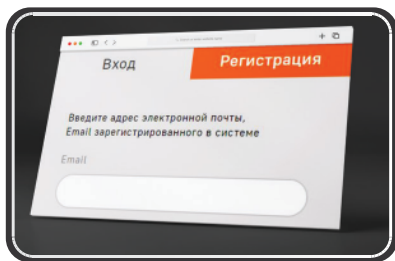 Вход
Регистрация
Введите адрес электронной почты,
Email зарегистрированного в системе
Email